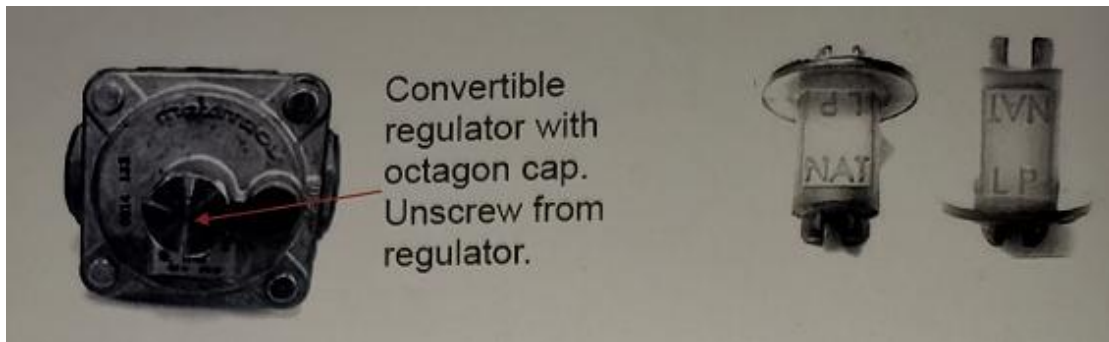 Convertible
regulator with
octagon cap.
Unscrew from
regulator.
LP
NAT
NAT
LP